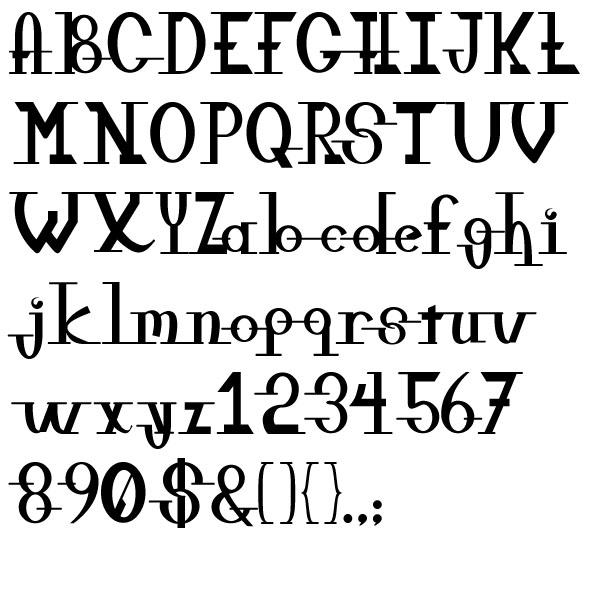 ABCDEFGHIJKL
MNOPQRSTUV
WXYZabcdefghi
jklmnopqrstuv
wxyz1234567
890$&(){}.,;